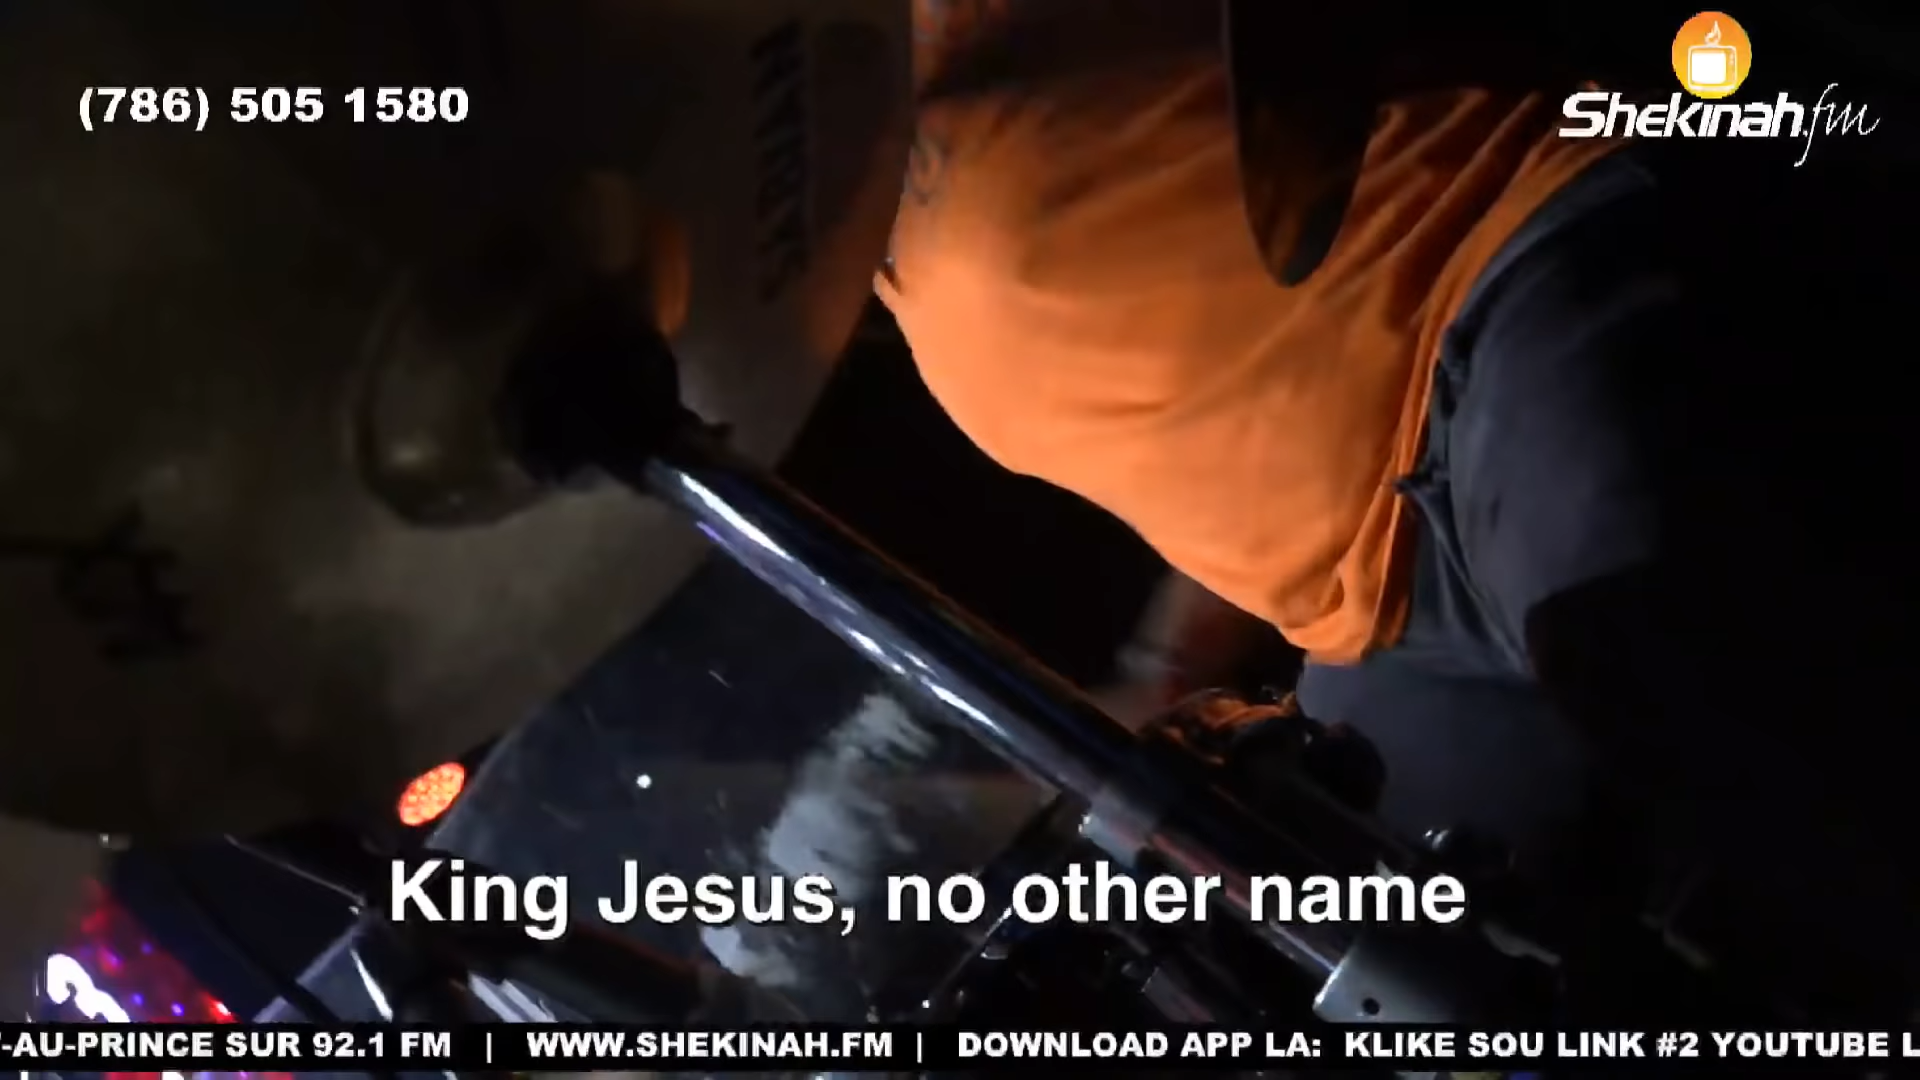 (786) 505 1580
Shekinah.fm
King Jesus, no other name
-AU-PRINCE SUR 92.1 FM | WWW.SHEKINAH.FM | DOWNLOAD APP LA: KLIKE SOU LINK #2 YOUTUBE